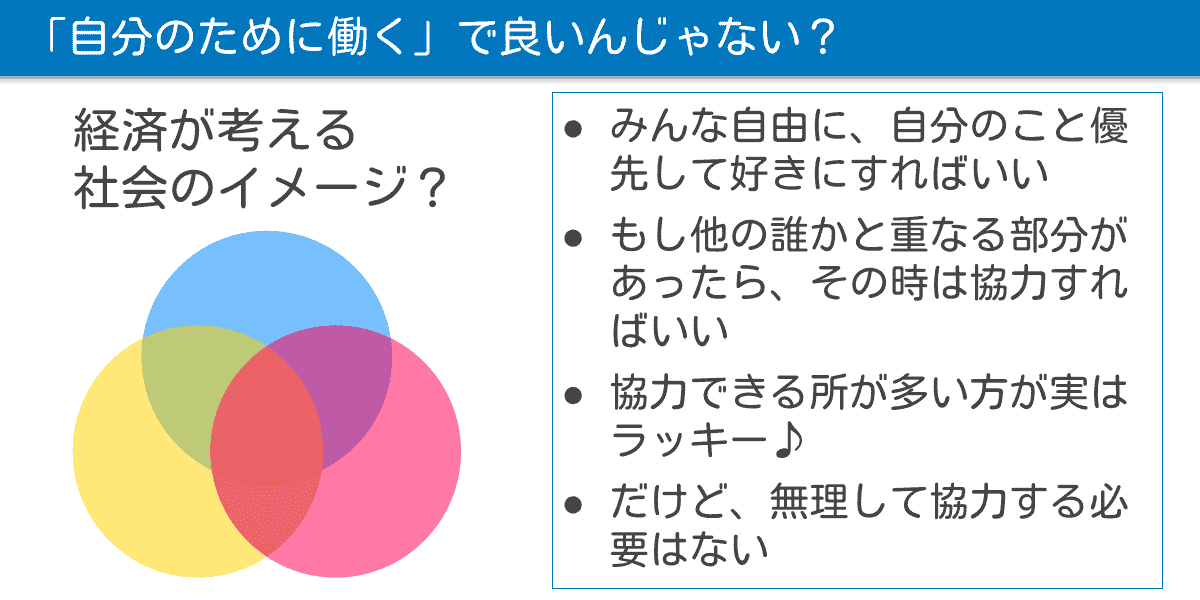 「自分のために働く」で良いんじゃない？
経済が考える
社会のイメージ？
● みんな自由に、自分のこと優
先して好きにすればいい
● もし他の誰かと重なる部分が
あったら、その時は協力すれ
ばいい
● 協力できる所が多い方が実は
ラッキー♪
● だけど、無理して協力する必
要はない